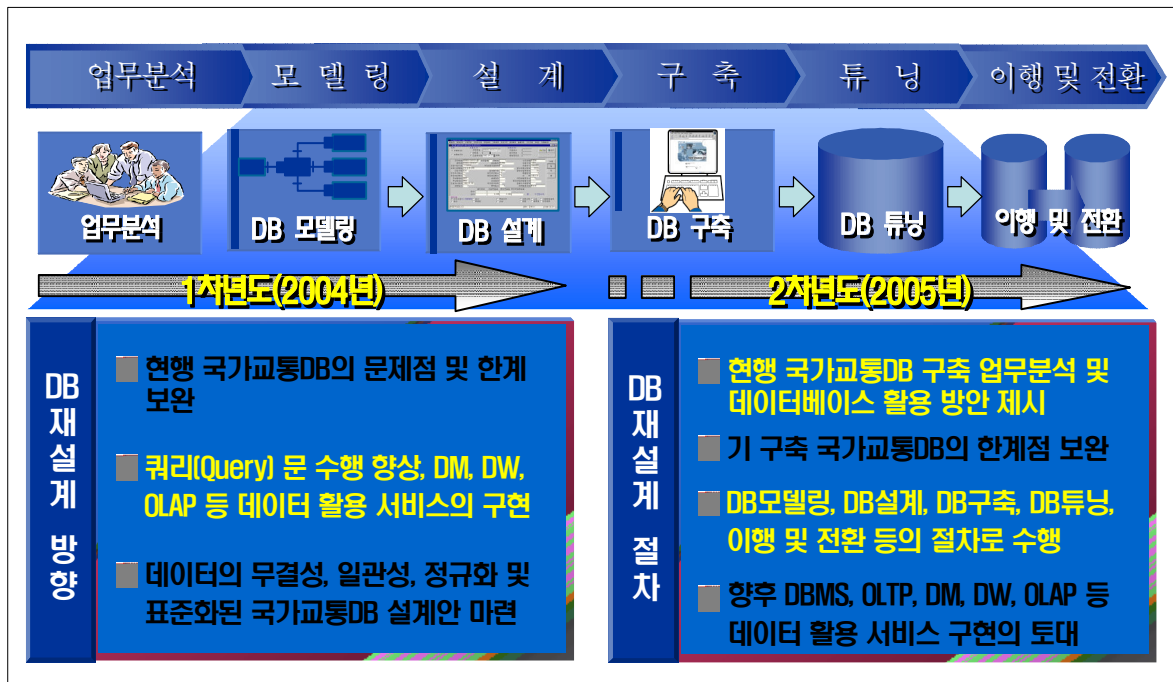 업무분석
모 델 링
설 계
구 축
튜 닝
이행 및 전환
업무분석
DB 모델링
DB 설계
DB 구축
DB 튜닝
이행 및 전환
1차년도(2004년)
2차년도(2005년)
DB 재설계 방향
현행 국가교통DB의 문제점 및 한계
보완
쿼리(Query) 문 수행 향상, DM, DW,
OLAP 등 데이터 활용 서비스의 구현
데이터의 무결성, 일관성, 정규화 및
표준화된 국가교통DB 설계안 마련
DB 재설계 절차
현행 국가교통DB 구축 업무분석 및
데이터베이스 활용 방안 제시
기 구축 국가교통DB의 한계점 보완
DB모델링, DB설계, DB구축, DB튜닝,
이행 및 전환 등의 절차로 수행
향후 DBMS, OLTP, DM, DW, OLAP 등
데이터 활용 서비스 구현의 토대